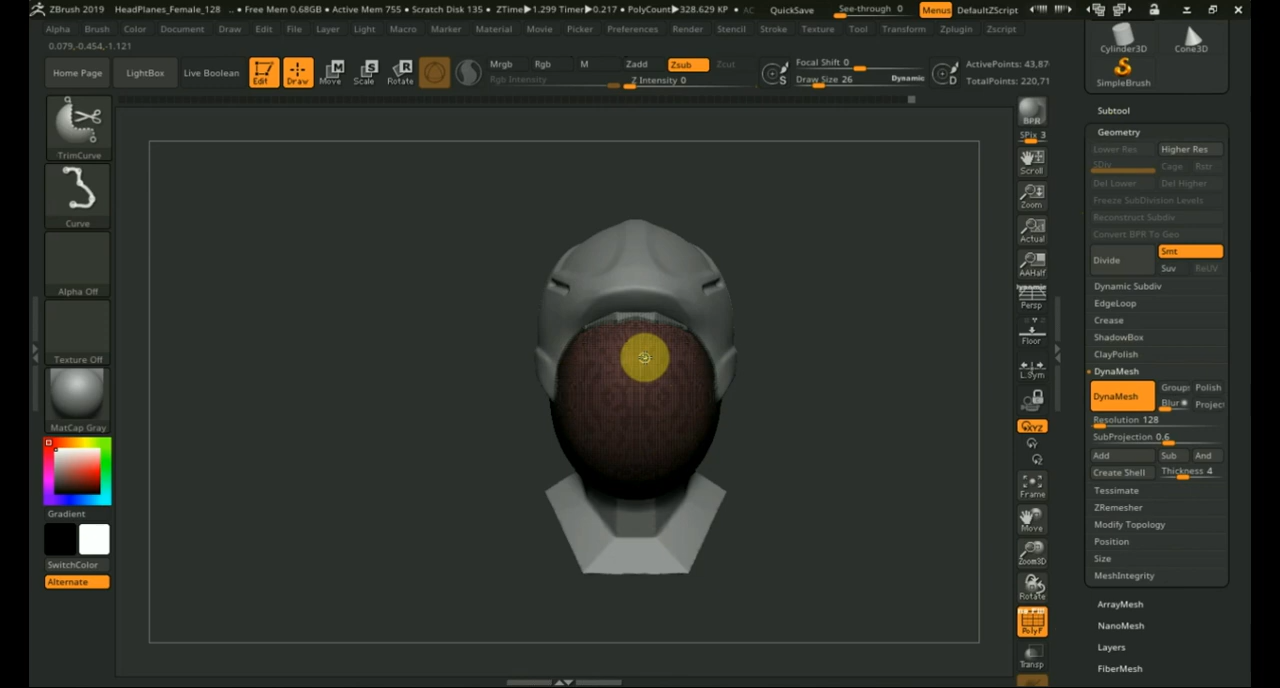 ZBrush 2019 HeadPlanes_Female_128 .. • Free Mem 0.68GB • Active Mem 755 • Scratch Disk 135 • ZTime▶1.299 Timer▶0.217 • PolyCount▶328.629 KP • AC QuickSave See-through 0 Menus DefaultZScript
Alpha Brush Color Document Draw Edit File Layer Light Macro Marker Material Movie Picker Preferences Render Stencil Stroke Texture Tool Transform Zplugin Zscript
0.079,-0.454,-1.121
Home Page LightBox Live Boolean Edit Draw Move Scale Rotate
Mrgb Rgb M Zadd Zsub Zcut
Rgb Intensity Z Intensity 0
S Focal Shift 0
Draw Size 26 Dynamic
D ActivePoints: 43,87
TotalPoints: 220,71
TrimCurve
Curve
Alpha Off
Texture Off
MatCap Gray
Gradient
SwitchColor
Alternate
BPR
SPix 3
Scroll
Zoom
Actual
AAHalf
Dynamic
Persp
Floor
L.Sym
XYZ
Frame
Move
Zoom3D
Rotate
PolyF
Transp
Cylinder3D Cone3D
SimpleBrush
Subtool
Geometry
Lower Res Higher Res
SDiv Cage Rstr
Del Lower Del Higher
Freeze SubDivision Levels
Reconstruct Subdiv
Convert BPR To Geo
Divide Smt
Suv ReUV
Dynamic Subdiv
EdgeLoop
Crease
ShadowBox
ClayPolish
DynaMesh
DynaMesh Groups Polish
Blur Project
Resolution 128
SubProjection 0.6
Add Sub And
Create Shell Thickness 4
Tessimate
ZRemesher
Modify Topology
Position
Size
MeshIntegrity
ArrayMesh
NanoMesh
Layers
FiberMesh